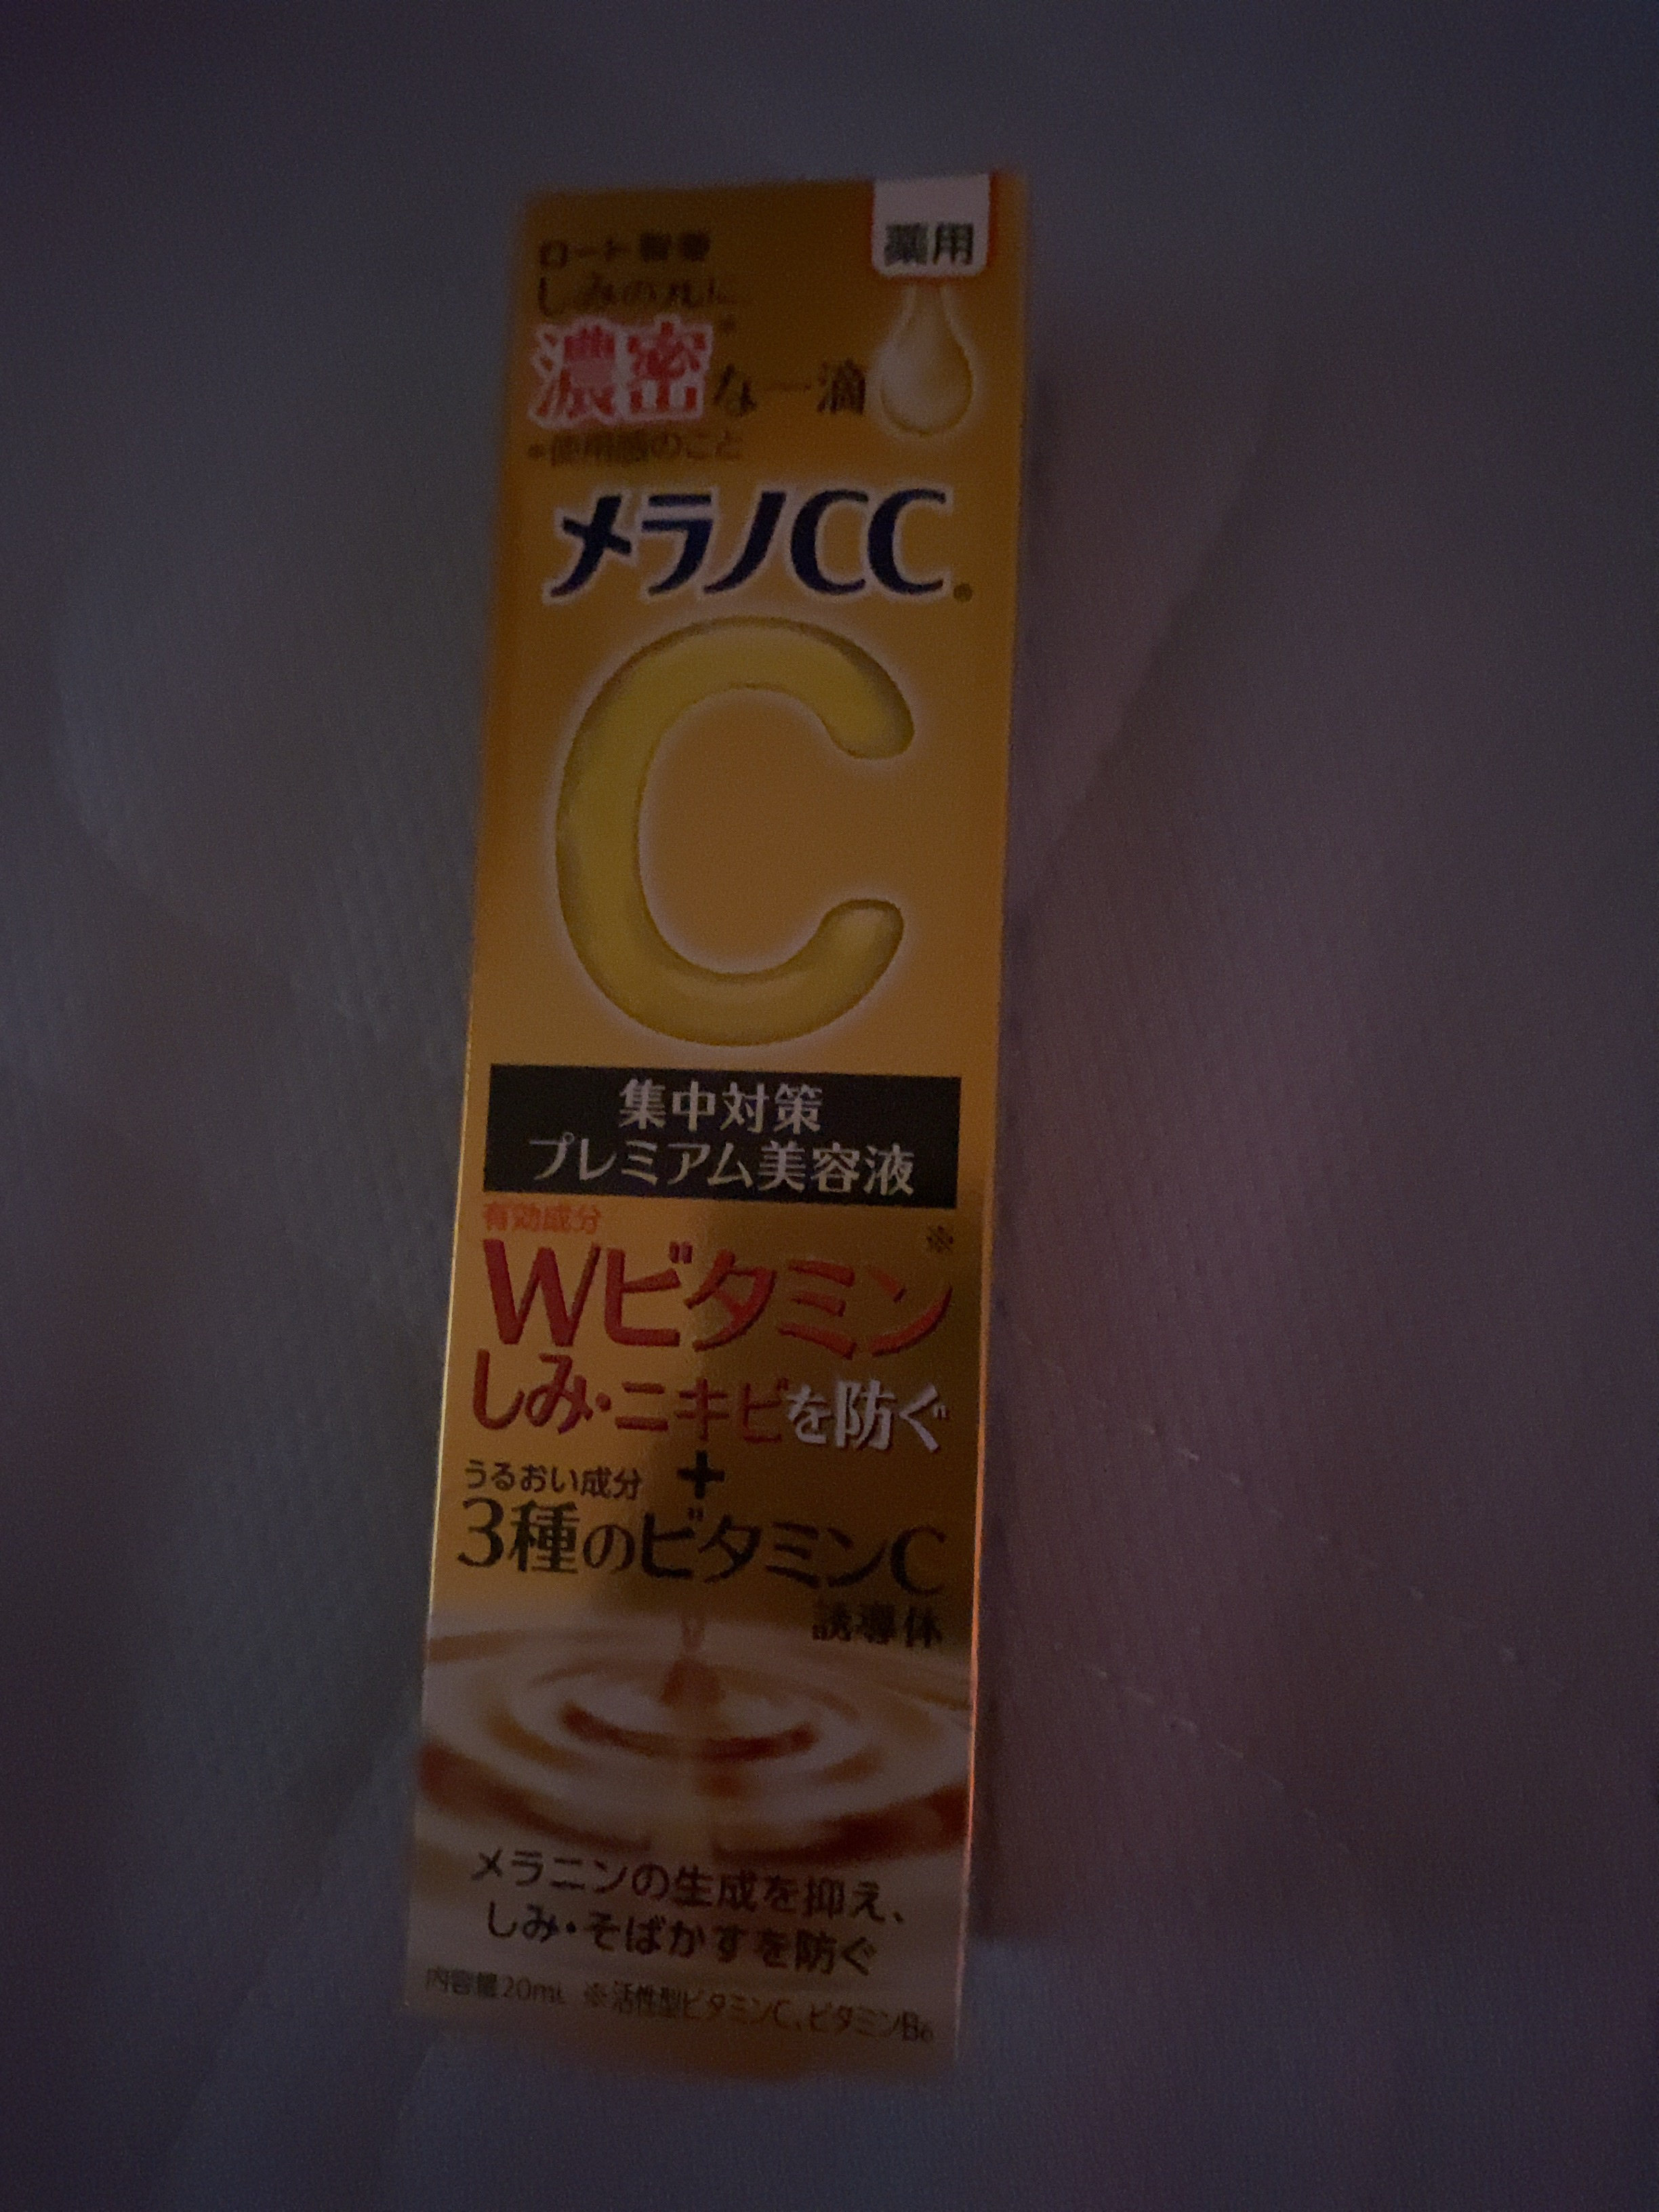 薬用
ロート製薬
しみの元に
濃密*な一滴
*使用感のこと
メラノCC®
C
集中対策
プレミアム美容液
有効成分
Wビタミン※
しみ・ニキビを防ぐ
+
うるおい成分
3種のビタミンC
誘導体
メラニンの生成を抑え、
しみ・そばかすを防ぐ
内容量20mL ※活性型ビタミンC、ビタミンB6